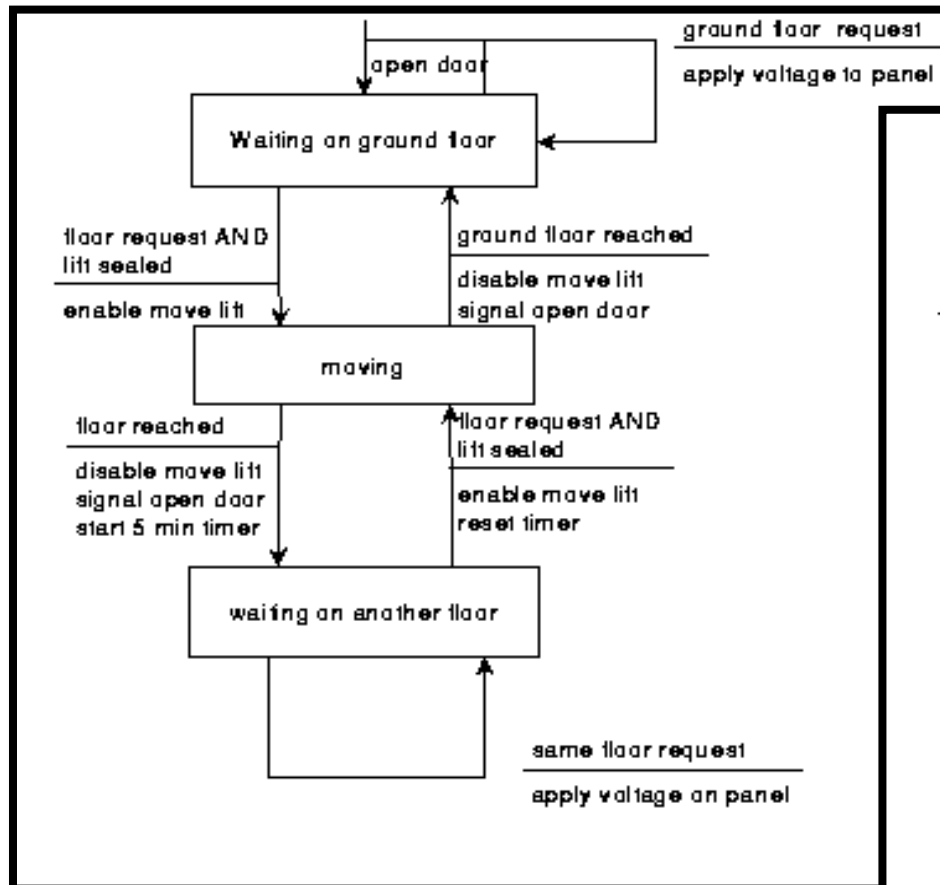 ground floor request
apply voltage to panel
open door
Waiting on ground floor
floor request AND
lift sealed
enable move lift
ground floor reached
disable move lift
signal open door
moving
floor reached
disable move lift
signal open door
start 5 min timer
floor request AND
lift sealed
enable move lift
reset timer
waiting on another floor
same floor request
apply voltage on panel